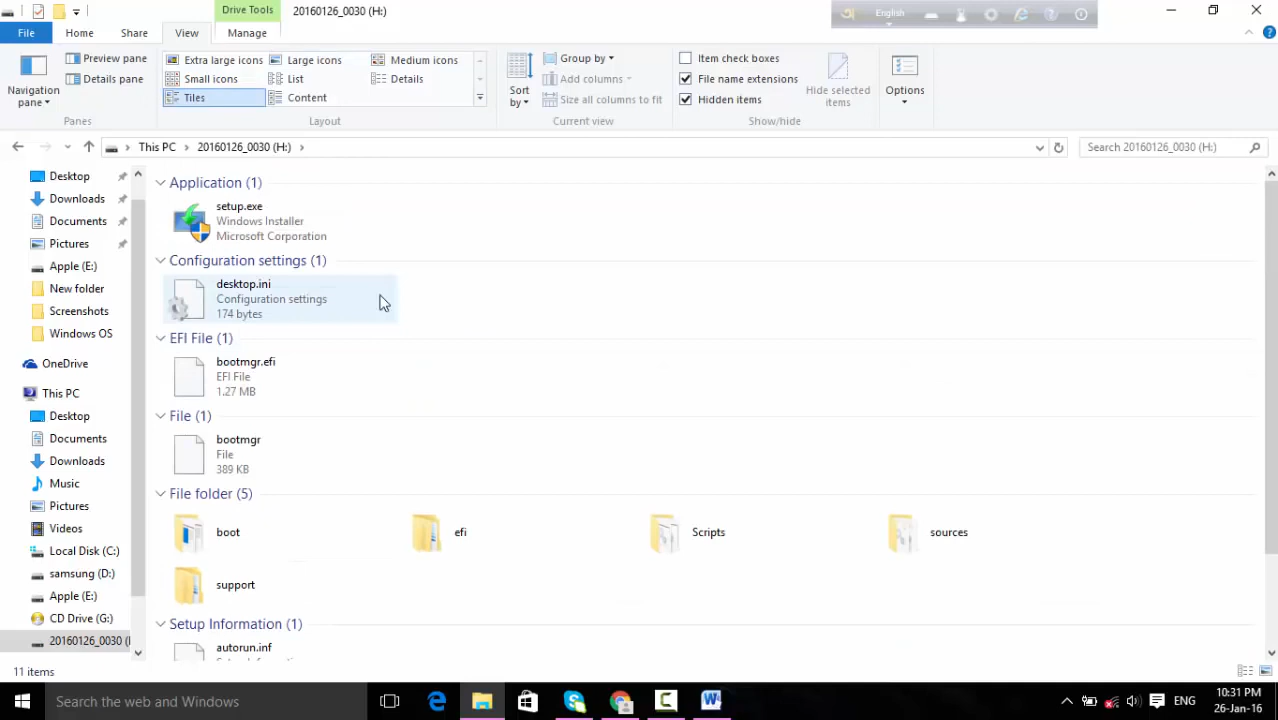 Drive Tools
20160126_0030 (H:)
English
File
Home
Share
View
Manage
Navigation pane
Preview pane
Details pane
Panes
Extra large icons
Large icons
Medium icons
Small icons
List
Details
Tiles
Content
Layout
Sort by
Group by
Add columns
Size all columns to fit
Current view
Item check boxes
File name extensions
Hidden items
Hide selected items
Show/hide
Options
This PC
20160126_0030 (H:)
Search 20160126_0030 (H:)
Desktop
Downloads
Documents
Pictures
Apple (E:)
New folder
Screenshots
Windows OS
OneDrive
This PC
Desktop
Documents
Downloads
Music
Pictures
Videos
Local Disk (C:)
samsung (D:)
Apple (E:)
CD Drive (G:)
20160126_0030 (
Application (1)
setup.exe
Windows Installer
Microsoft Corporation
Configuration settings (1)
desktop.ini
Configuration settings
174 bytes
EFI File (1)
bootmgr.efi
EFI File
1.27 MB
File (1)
bootmgr
File
389 KB
File folder (5)
boot
efi
Scripts
sources
support
Setup Information (1)
autorun.inf
11 items
Search the web and Windows
ENG
10:31 PM
26-Jan-16